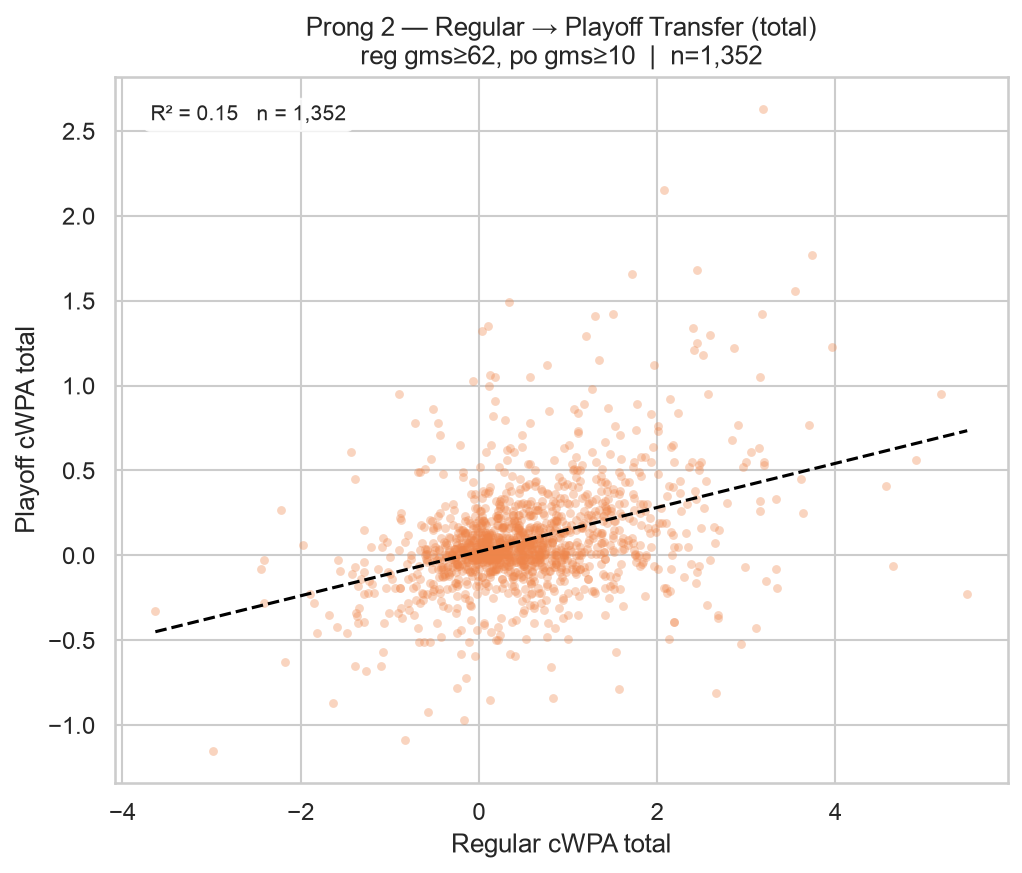 Prong 2 — Regular → Playoff Transfer (total)
reg gms≥62, po gms≥10 | n=1,352
R² = 0.15 n = 1,352
2.5
2.0
1.5
1.0
0.5
0.0
−0.5
−1.0
Playoff cWPA total
−4
−2
0
2
4
Regular cWPA total